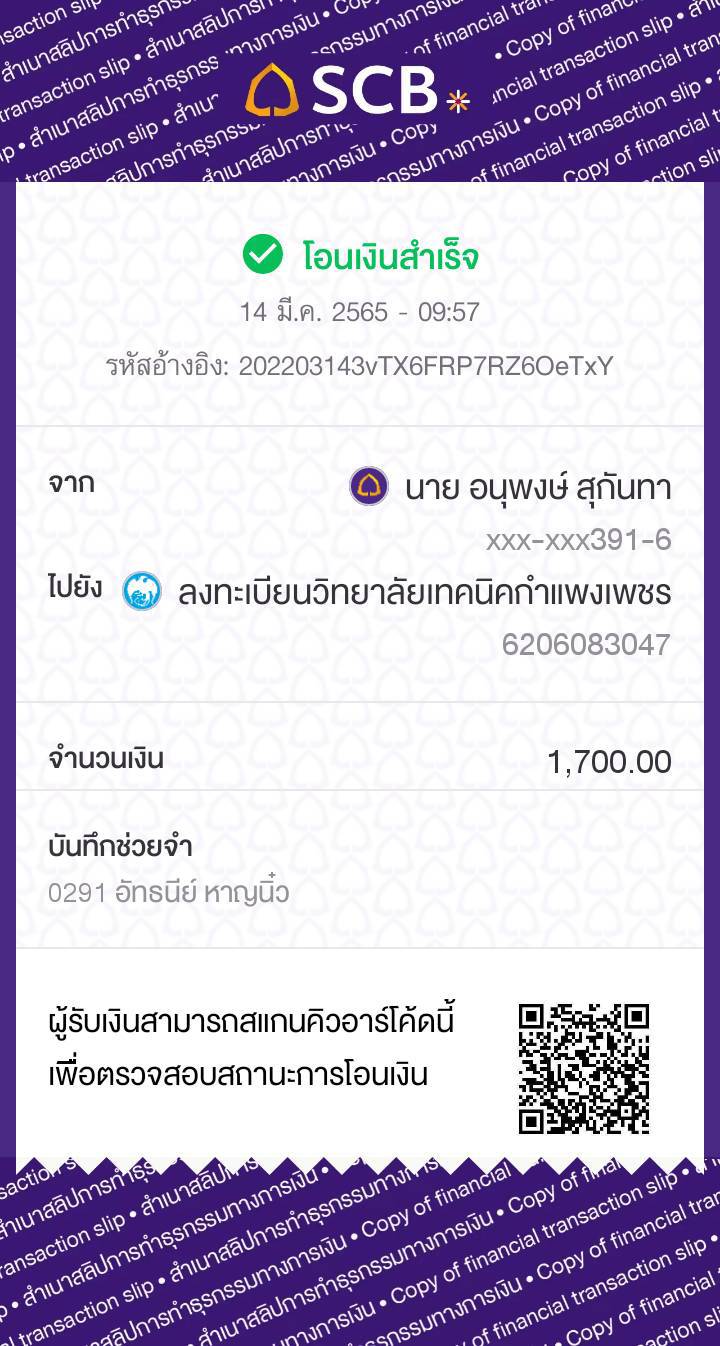 SCB
โอนเงินสำเร็จ
14 มี.ค. 2565 - 09:57
รหัสอ้างอิง: 202203143vTX6FRP7RZ6OeTxY
จาก
นาย อนุพงษ์ สุกันทา
xxx-xxx391-6
ไปยัง
ลงทะเบียนวิทยาลัยเทคนิคกำแพงเพชร
6206083047
จำนวนเงิน
1,700.00
บันทึกช่วยจำ
0291 อัทธนีย์ หาญนิ๋ว
ผู้รับเงินสามารถสแกนคิวอาร์โค้ดนี้
เพื่อตรวจสอบสถานะการโอนเงิน
สำเนาสลิปการทำธุรกรรมทางการเงิน • Copy of financial transaction slip